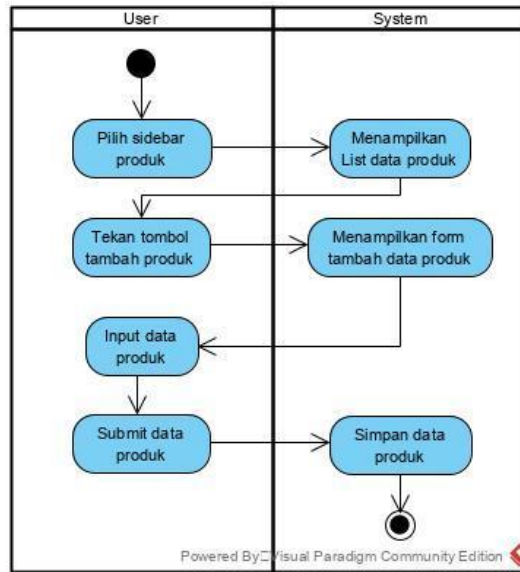 User
System
Pilih sidebar
produk
Menampilkan
List data produk
Tekan tombol
tambah produk
Menampilkan form
tambah data produk
Input data
produk
Submit data
produk
Simpan data
produk
Powered By□Visual Paradigm Community Edition